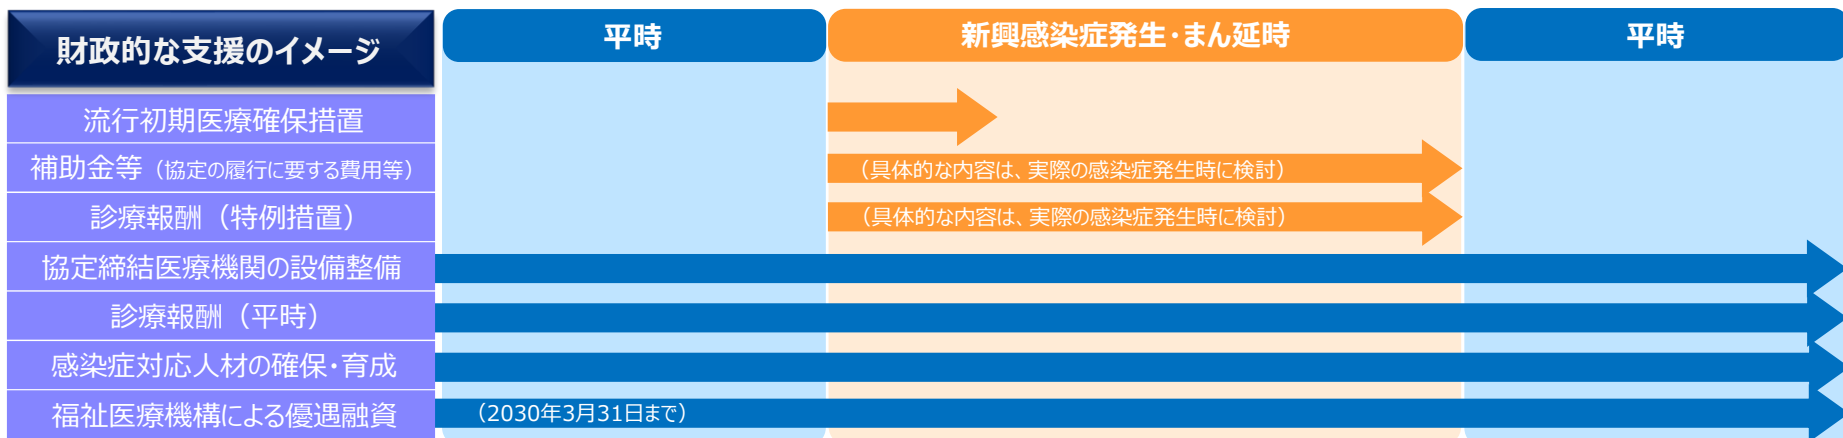 財政的な支援のイメージ
平時
新興感染症発生・まん延時
平時
流行初期医療確保措置
補助金等（協定の履行に要する費用等）
（具体的な内容は、実際の感染症発生時に検討）
診療報酬（特例措置）
（具体的な内容は、実際の感染症発生時に検討）
協定締結医療機関の設備整備
診療報酬（平時）
感染症対応人材の確保・育成
福祉医療機構による優遇融資
（2030年3月31日まで）